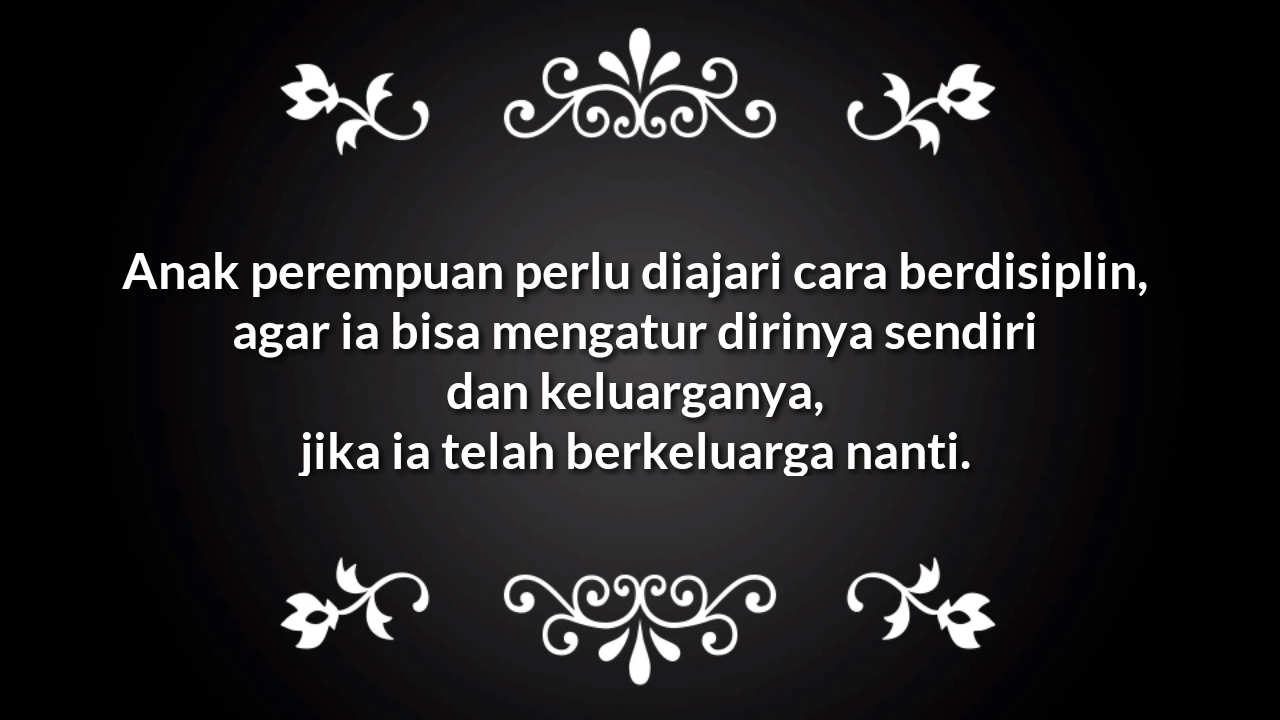 Anak perempuan perlu diajari cara berdisiplin,
agar ia bisa mengatur dirinya sendiri
dan keluarganya,
jika ia telah berkeluarga nanti.